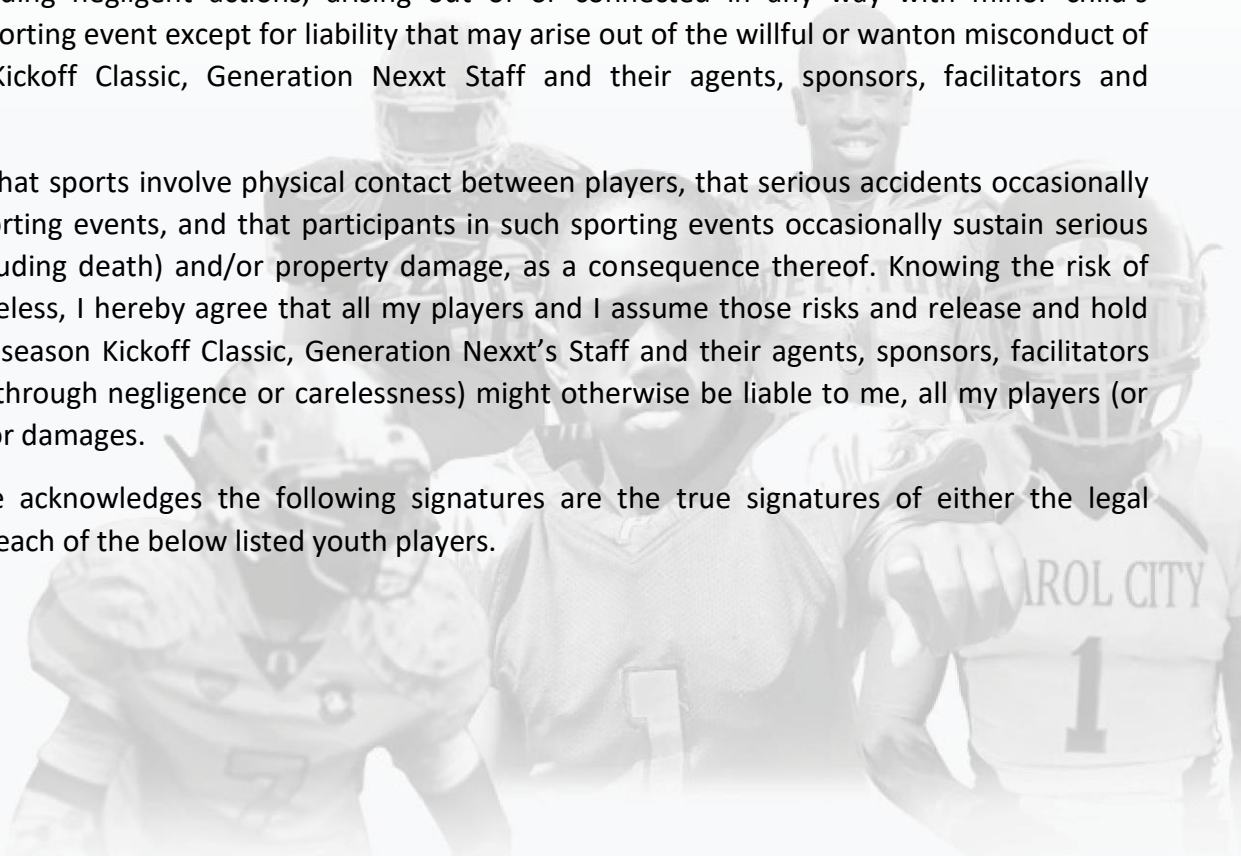 negligent actions, arising out of or connected in any way with minor child's
orting event except for liability that may arise out of the willful or wanton misconduct of
Kickoff Classic, Generation Nexxt Staff and their agents, sponsors, facilitators and
hat sports involve physical contact between players, that serious accidents occasionally
rting events, and that participants in such sporting events occasionally sustain serious
uding death) and/or property damage, as a consequence thereof. Knowing the risk of
eless, I hereby agree that all my players and I assume those risks and release and hold
season Kickoff Classic, Generation Nexxt's Staff and their agents, sponsors, facilitators
through negligence or carelessness) might otherwise be liable to me, all my players (or
or damages.
e acknowledges the following signatures are the true signatures of either the legal
each of the below listed youth players.
AROL CITY
1
1
7